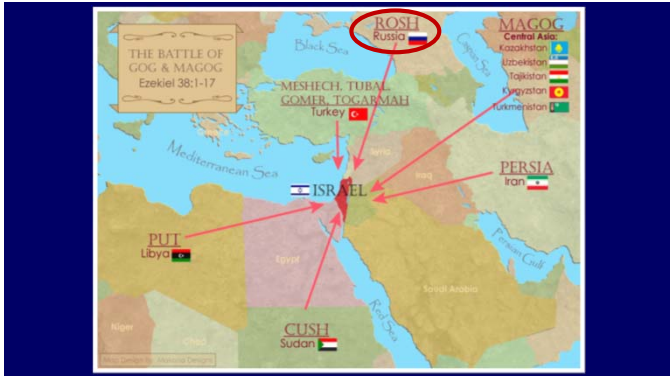 THE BATTLE OF
GOG & MAGOG
Ezekiel 38:1-17
Black Sea
ROSH
Russia
Caspian Sea
MAGOG
Central Asia:
Kazakhstan
Uzbekistan
Tajikistan
Kyrgyzstan
Turkmenistan
MESHECH, TUBAL,
GOMER, TOGARMAH
Turkey
Mediterranean Sea
Syria
Iraq
ISRAEL
PERSIA
Iran
PUT
Libya
Egypt
Persian Gulf
Saudi Arabia
Red Sea
CUSH
Sudan
Niger
Chad